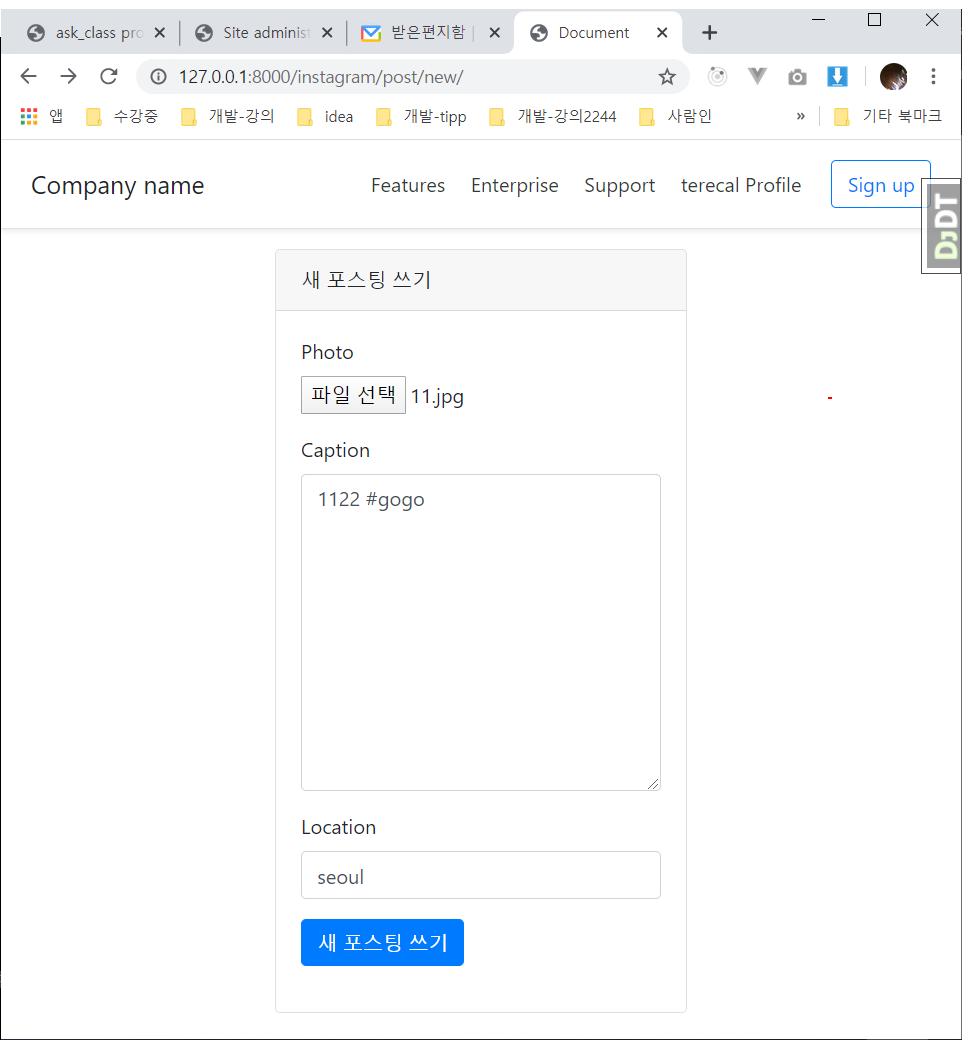 ask_class pro
Site administ
받은편지함 |
Document
127.0.0.1:8000/instagram/post/new/
앱 수강중 개발-강의 idea 개발-tipp 개발-강의2244 사람인 » 기타 북마크
Company name Features Enterprise Support terecal Profile Sign up
DjDT
새 포스팅 쓰기
Photo
파일 선택 11.jpg
Caption
1122 #gogo
Location
seoul
새 포스팅 쓰기